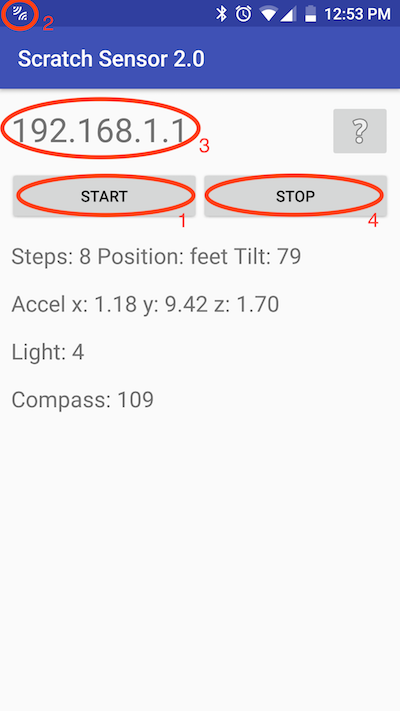 2 12:53 PM
Scratch Sensor 2.0
192.168.1.1 3 ?
START STOP
1 4
Steps: 8 Position: feet Tilt: 79
Accel x: 1.18 y: 9.42 z: 1.70
Light: 4
Compass: 109